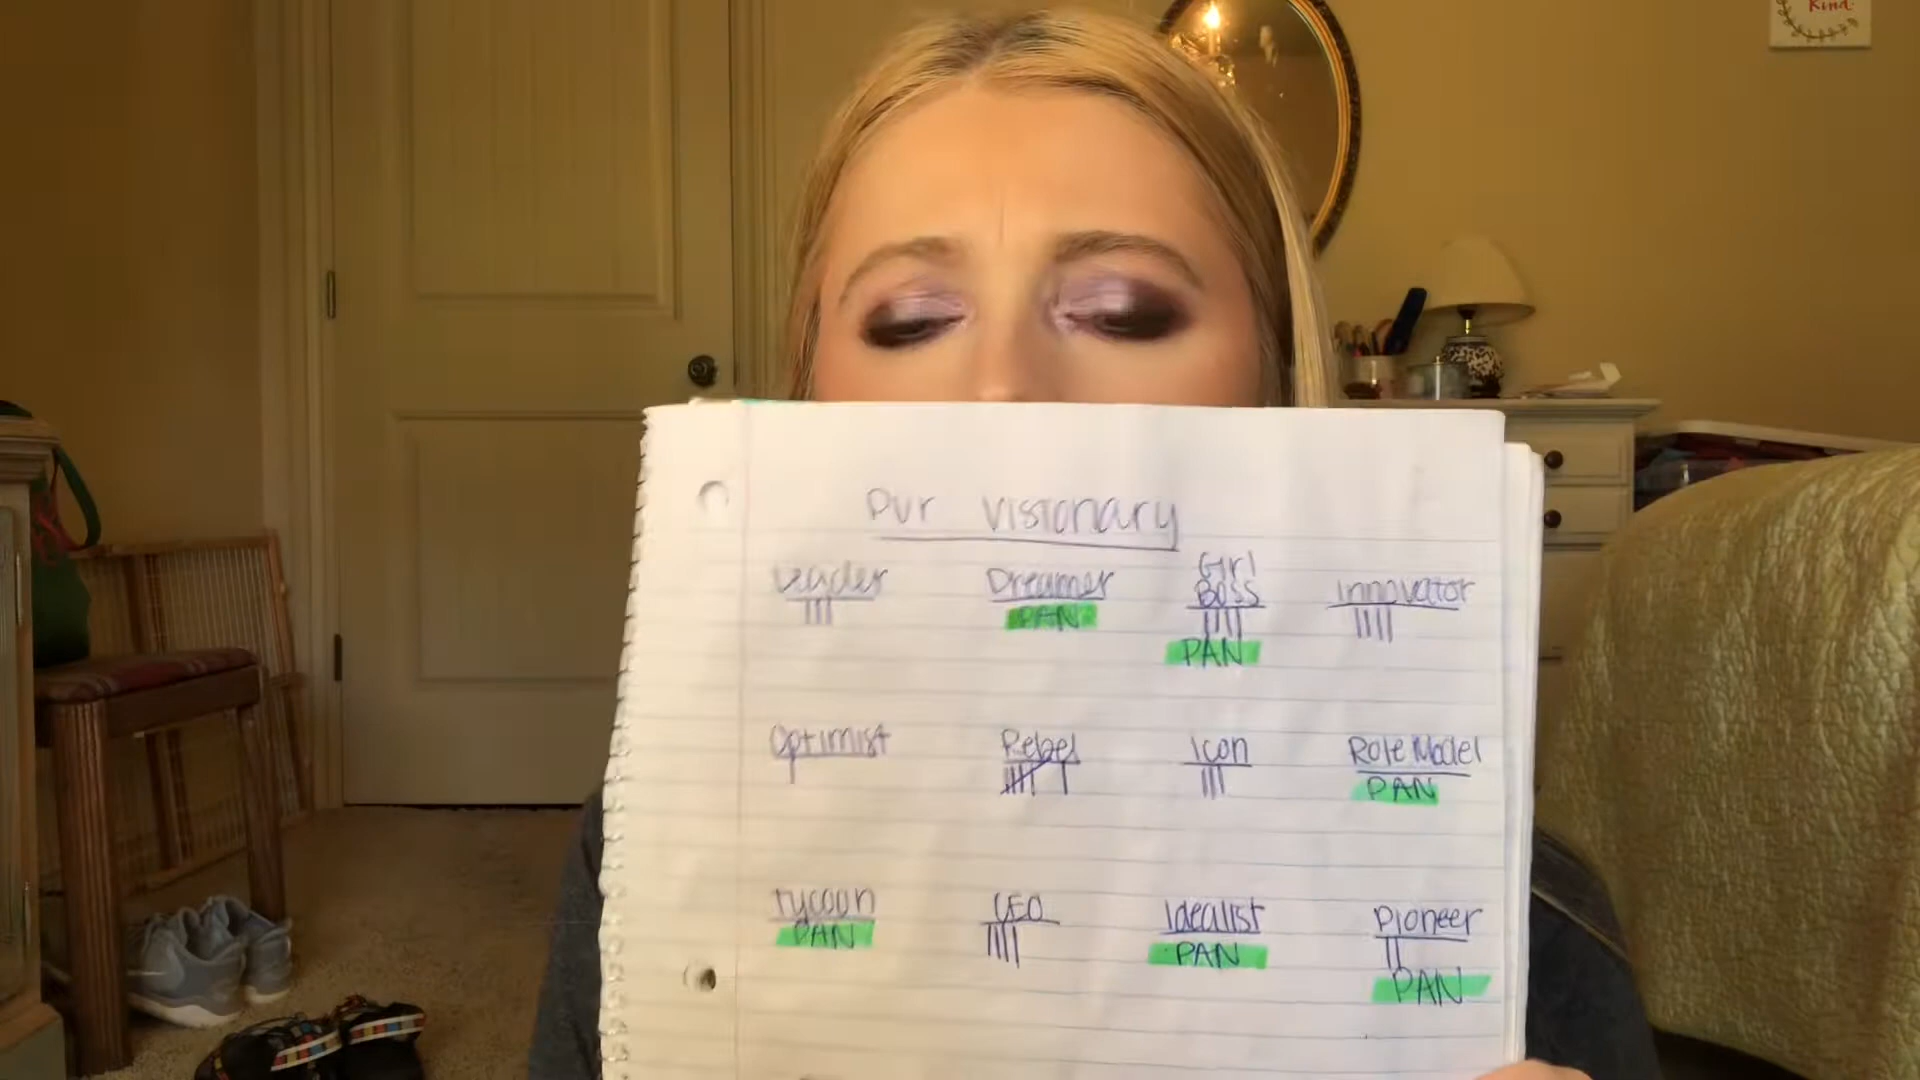 Kind
PUR Visionary
Leader Dreamer Girl Boss Innovator
PAN PAN
Optimist Rebel Icon Role Model
PAN
Tycoon CEO Idealist Pioneer
PAN PAN PAN